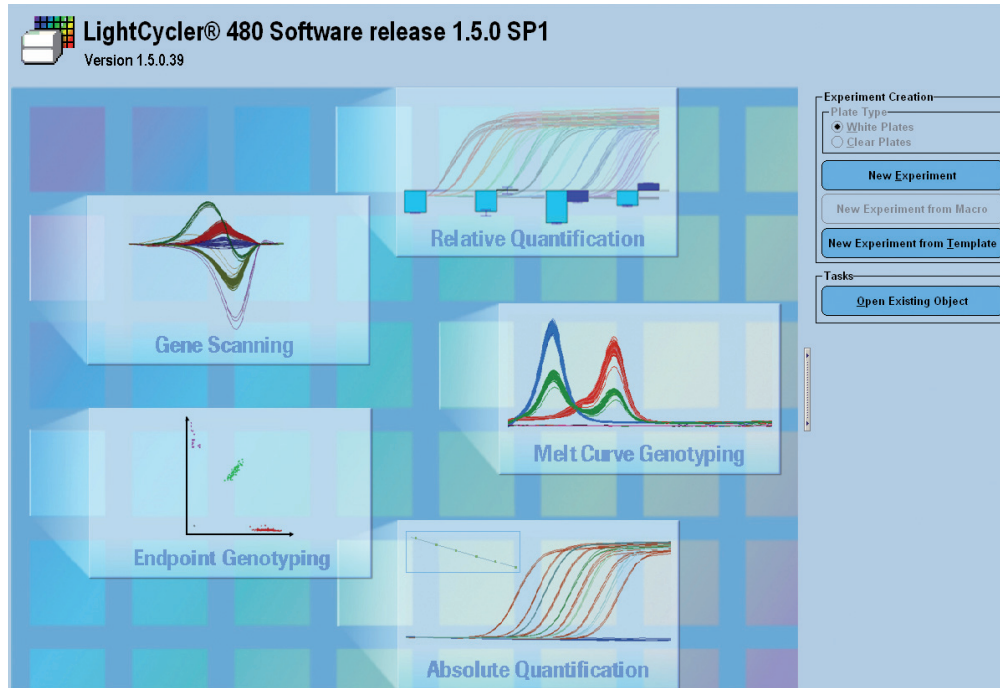 LightCycler® 480 Software release 1.5.0 SP1
Version 1.5.0.39
Relative Quantification
Gene Scanning
Melt Curve Genotyping
Endpoint Genotyping
Absolute Quantification
Experiment Creation
Plate Type
White Plates
Clear Plates
New Experiment
New Experiment from Macro
New Experiment from Template
Tasks
Open Existing Object